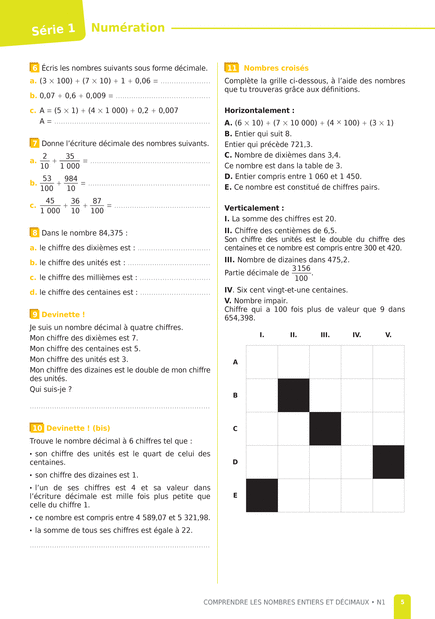 Série 1
Numération
6 Écris les nombres suivants sous forme décimale.
a. (3 × 100) + (7 × 10) + 1 + 0,06 = ........................
b. 0,07 + 0,6 + 0,009 = ........................
c. A = (5 × 1) + (4 × 1 000) + 0,2 + 0,007
A = ........................
7 Donne l'écriture décimale des nombres suivants.
a. 2/10 + 35/1 000 = ........................
b. 53/100 + 984/10 = ........................
c. 45/1 000 + 36/10 + 87/100 = ........................
8 Dans le nombre 84,375 :
a. le chiffre des dixièmes est : ........................
b. le chiffre des unités est : ........................
c. le chiffre des millièmes est : ........................
d. le chiffre des centaines est : ........................
9 Devinette !
Je suis un nombre décimal à quatre chiffres.
Mon chiffre des dixièmes est 7.
Mon chiffre des centaines est 5.
Mon chiffre des unités est 3.
Mon chiffre des dizaines est le double de mon chiffre
des unités.
Qui suis-je ?
........................
10 Devinette ! (bis)
Trouve le nombre décimal à 6 chiffres tel que :
• son chiffre des unités est le quart de celui des
centaines.
• son chiffre des dizaines est 1.
• l'un de ses chiffres est 4 et sa valeur dans
l'écriture décimale est mille fois plus petite que
celle du chiffre 1.
• ce nombre est compris entre 4 589,07 et 5 321,98.
• la somme de tous ses chiffres est égale à 22.
........................
11 Nombres croisés
Complète la grille ci-dessous, à l'aide des nombres
que tu trouveras grâce aux définitions.
Horizontalement :
A. (6 × 10) + (7 × 10 000) + (4 × 100) + (3 × 1)
B. Entier qui suit 8.
Entier qui précède 721,3.
C. Nombre de dixièmes dans 3,4.
Ce nombre est dans la table de 3.
D. Entier compris entre 1 060 et 1 450.
E. Ce nombre est constitué de chiffres pairs.
Verticalement :
I. La somme des chiffres est 20.
II. Chiffre des centièmes de 6,5.
Son chiffre des unités est le double du chiffre des
centaines et ce nombre est compris entre 300 et 420.
III. Nombre de dizaines dans 475,2.
Partie décimale de 3156/100.
IV. Six cent vingt-et-une centaines.
V. Nombre impair.
Chiffre qui a 100 fois plus de valeur que 9 dans
654,398.
I. II. III. IV. V.
A
B
C
D
E
COMPRENDRE LES NOMBRES ENTIERS ET DÉCIMAUX • N1